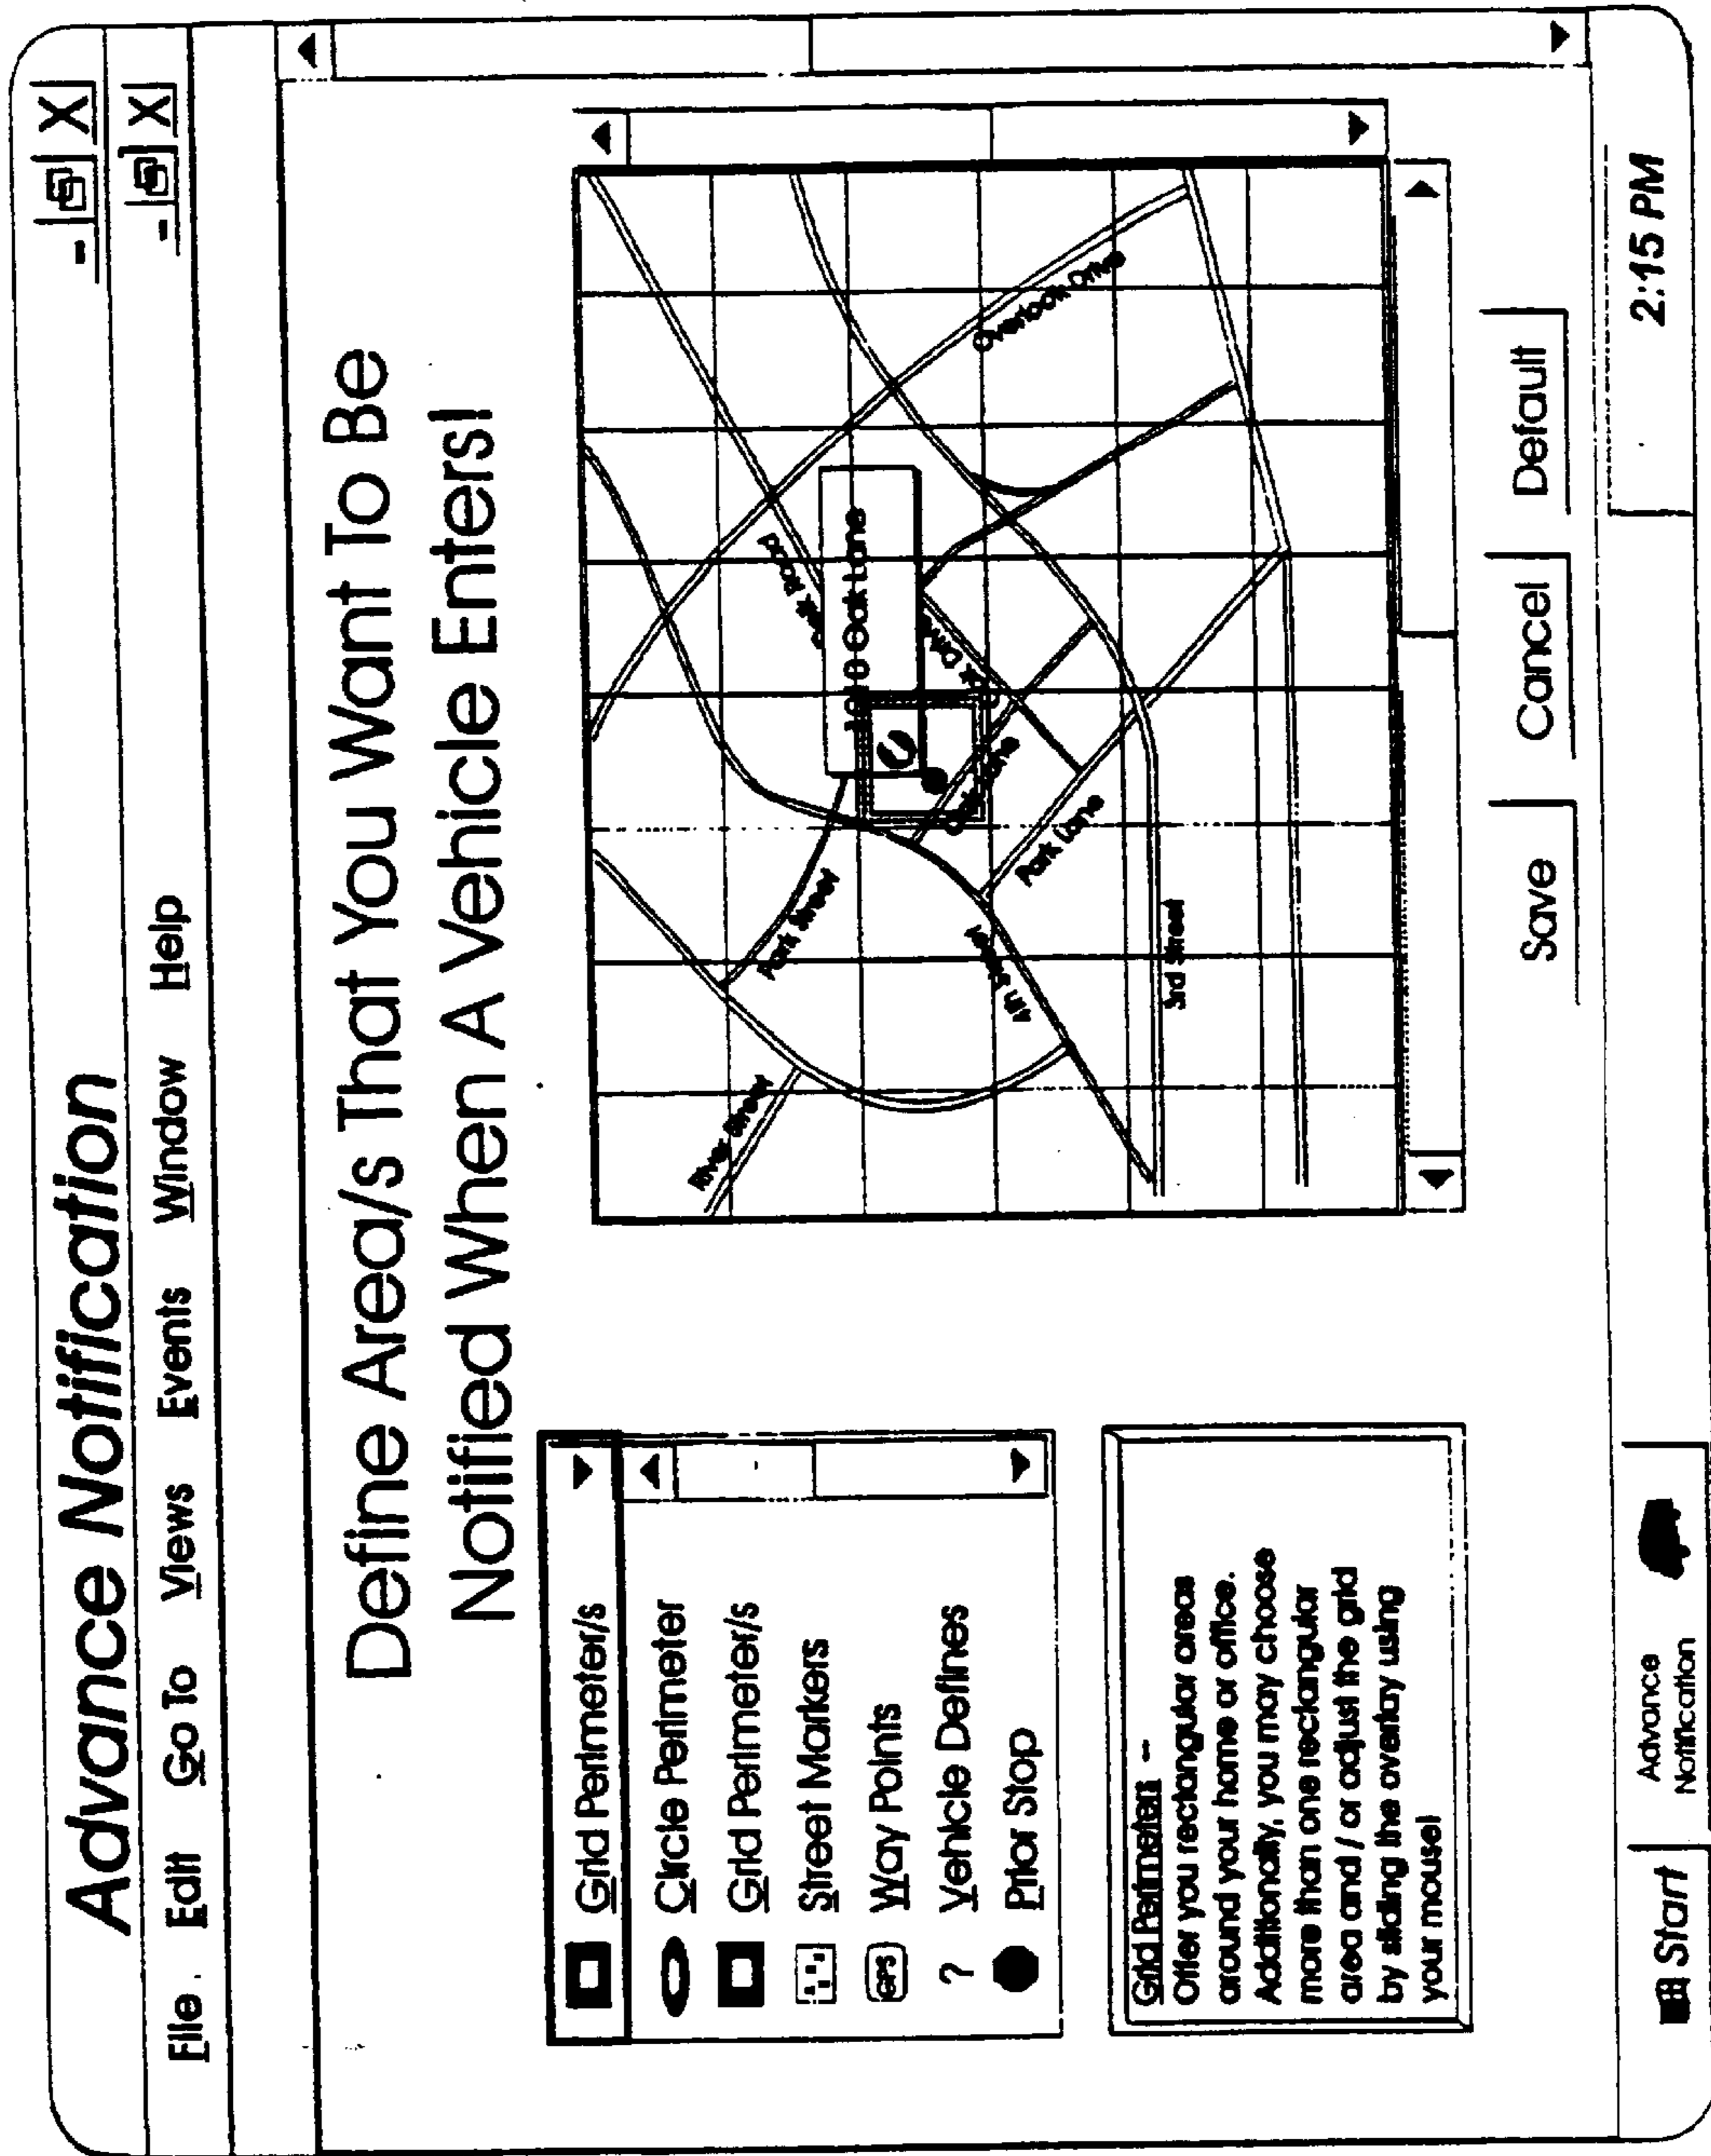 Advance Notification
File Edit Go To Views Events Window Help
Define Area/s That You Want To Be
Notified When A Vehicle Enters!
Grid Perimeter/s
Circle Perimeter
Grid Perimeter/s
Street Markers
GPS Way Points
? Vehicle Defines
Prior Stop
Grid Perimeters --
Offer you rectangular areas
around your home or office.
Additionally, you may choose
more than one rectangular
area and / or adjust the grid
by sliding the overlay using
your mouse!
River Street
Park Street
4th Street
3rd Street
Park Lane
Oak Lane
Oak Lane
Overlook Drive
Save Cancel Default
Start
Advance
Notification
2:15 PM